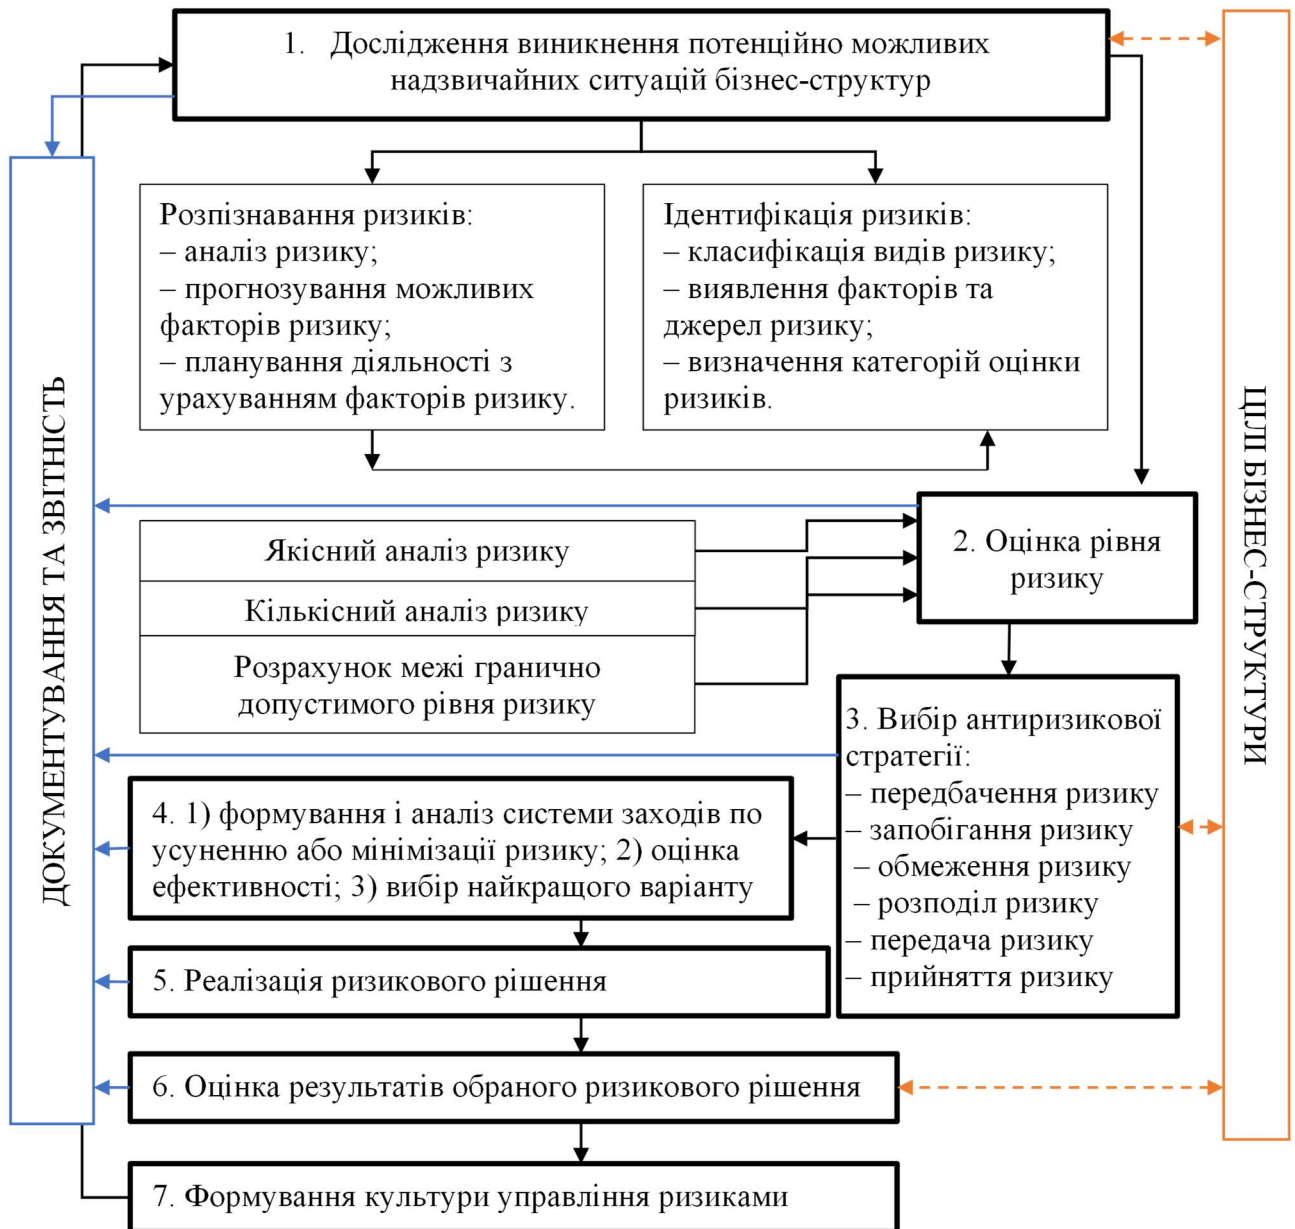 1. Дослідження виникнення потенційно можливих
надзвичайних ситуацій бізнес-структур
Розпізнавання ризиків:
– аналіз ризику;
– прогнозування можливих
факторів ризику;
– планування діяльності з
урахуванням факторів ризику.
Ідентифікація ризиків:
– класифікація видів ризику;
– виявлення факторів та
джерел ризику;
– визначення категорій оцінки
ризиків.
ДОКУМЕНТУВАННЯ ТА ЗВІТНІСТЬ
ЦІЛІ БІЗНЕС-СТРУКТУРИ
Якісний аналіз ризику
Кількісний аналіз ризику
Розрахунок межі гранично
допустимого рівня ризику
2. Оцінка рівня
ризику
3. Вибір антиризикової
стратегії:
– передбачення ризику
– запобігання ризику
– обмеження ризику
– розподіл ризику
– передача ризику
– прийняття ризику
4. 1) формування і аналіз системи заходів по
усуненню або мінімізації ризику; 2) оцінка
ефективності; 3) вибір найкращого варіанту
5. Реалізація ризикового рішення
6. Оцінка результатів обраного ризикового рішення
7. Формування культури управління ризиками